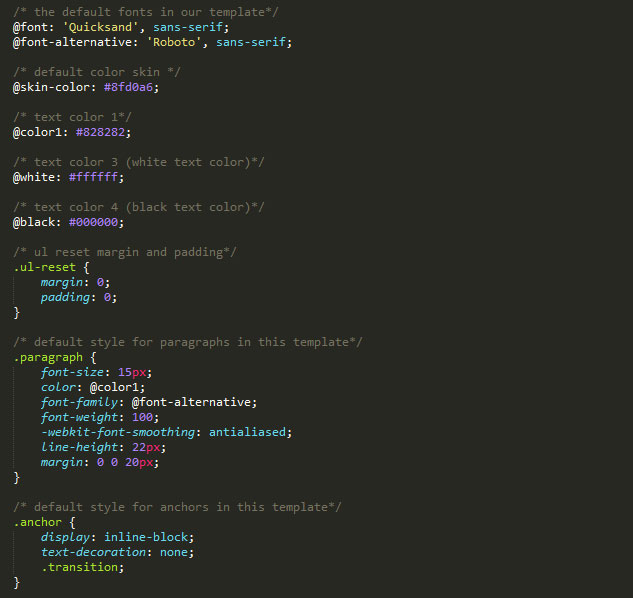 /* the default fonts in our template*/
@font: 'Quicksand', sans-serif;
@font-alternative: 'Roboto', sans-serif;
/* default color skin */
@skin-color: #8fd0a6;
/* text color 1*/
@color1: #828282;
/* text color 3 (white text color)*/
@white: #ffffff;
/* text color 4 (black text color)*/
@black: #000000;
/* ul reset margin and padding*/
.ul-reset {
    margin: 0;
    padding: 0;
}
/* default style for paragraphs in this template*/
.paragraph {
    font-size: 15px;
    color: @color1;
    font-family: @font-alternative;
    font-weight: 100;
    -webkit-font-smoothing: antialiased;
    line-height: 22px;
    margin: 0 0 20px;
}
/* default style for anchors in this template*/
.anchor {
    display: inline-block;
    text-decoration: none;
    .transition;
}